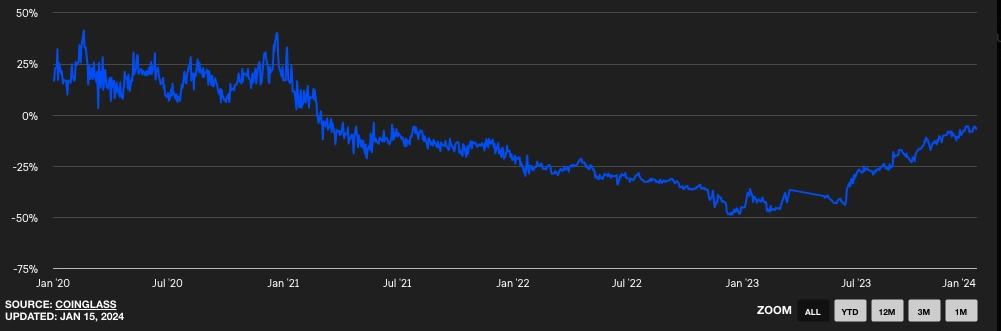 50%
25%
0%
-25%
-50%
-75%
Jan '20 Jul '20 Jan '21 Jul '21 Jan '22 Jul '22 Jan '23 Jul '23 Jan '24
SOURCE: COINGLASS
UPDATED: JAN 15, 2024
ZOOM ALL YTD 12M 3M 1M